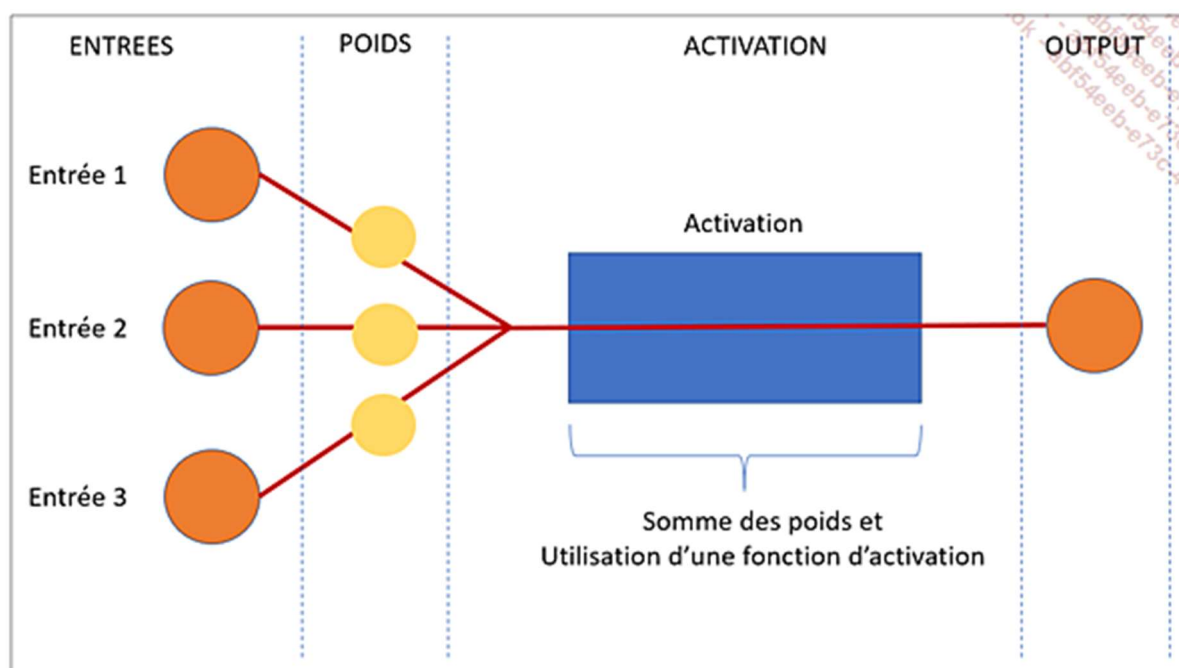 ENTREES
POIDS
ACTIVATION
OUTPUT
Entrée 1
Activation
Entrée 2
Entrée 3
Somme des poids et
Utilisation d'une fonction d'activation